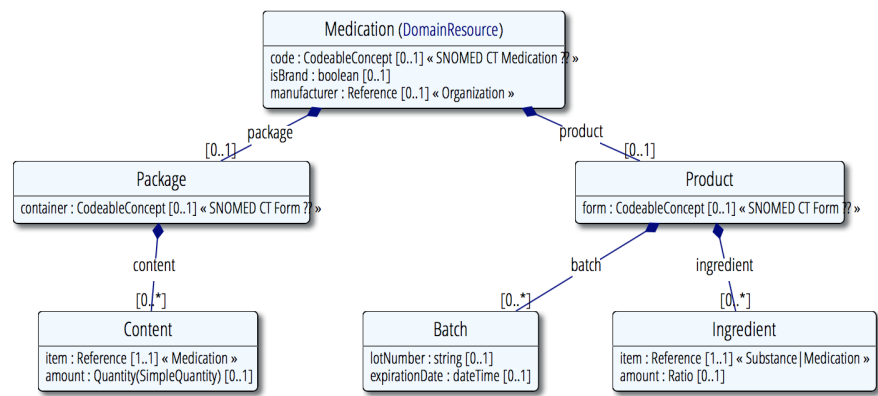 Medication (DomainResource)
code : CodeableConcept [0..1] « SNOMED CT Medication ?? »
isBrand : boolean [0..1]
manufacturer : Reference [0..1] « Organization »
package
product
[0..1]
[0..1]
Package
container : CodeableConcept [0..1] « SNOMED CT Form ?? »
Product
form : CodeableConcept [0..1] « SNOMED CT Form ?? »
content
batch
ingredient
[0..*]
[0..*]
[0..*]
Content
item : Reference [1..1] « Medication »
amount : Quantity(SimpleQuantity) [0..1]
Batch
lotNumber : string [0..1]
expirationDate : dateTime [0..1]
Ingredient
item : Reference [1..1] « Substance|Medication »
amount : Ratio [0..1]